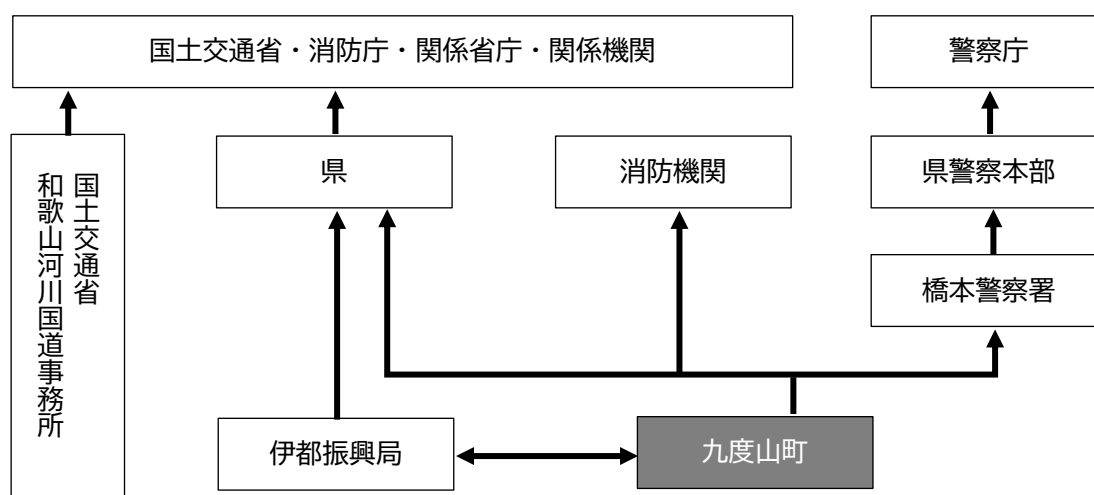 国土交通省・消防庁・関係省庁・関係機関
警察庁
国土交通省
和歌山河川国道事務所
県
消防機関
県警察本部
橋本警察署
伊都振興局
九度山町